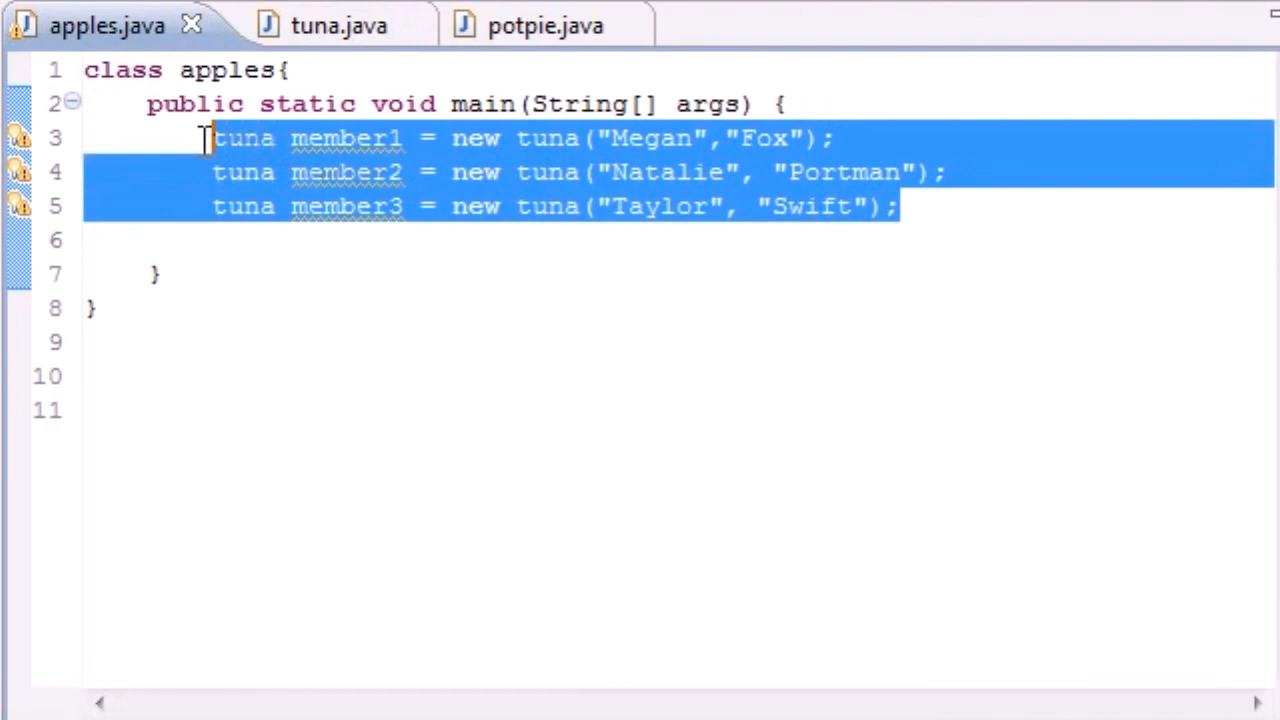 apples.java tuna.java potpie.java
1 class apples{
2 public static void main(String[] args) {
3 tuna member1 = new tuna("Megan","Fox");
4 tuna member2 = new tuna("Natalie", "Portman");
5 tuna member3 = new tuna("Taylor", "Swift");
6
7 }
8 }
9
10
11